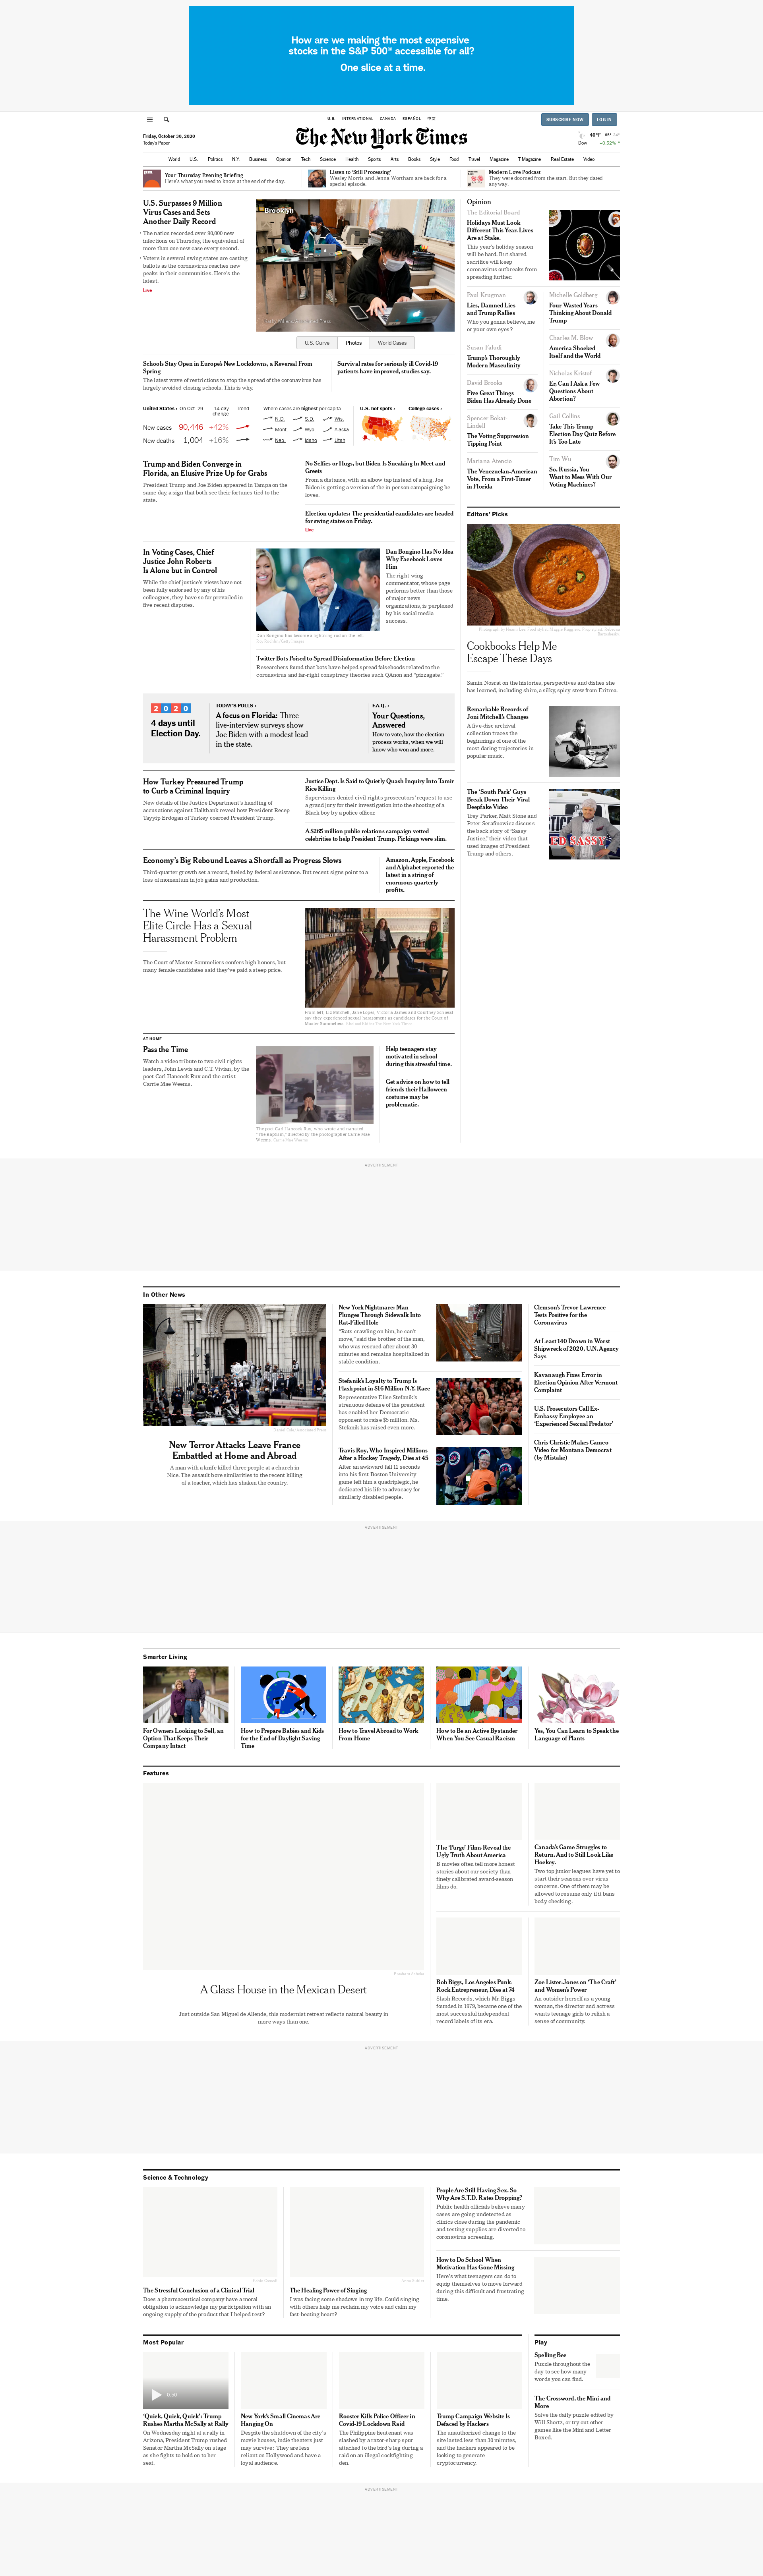 How are we making the most expensive
stocks in the S&P 500® accessible for all?
One slice at a time.
U.S. INTERNATIONAL CANADA ESPAÑOL 中文
SUBSCRIBE NOW LOG IN
Friday, October 30, 2020
Today's Paper
The New York Times
Dow +0.52% ↑
World U.S. Politics N.Y. Business Opinion Tech Science Health Sports Arts Books Style Food Travel Magazine T Magazine Real Estate Video
Your Thursday Evening Briefing
Here's what you need to know at the end of the day.
Listen to 'Still Processing'
Wesley Morris and Jenna Wortham are back for a
special episode.
Modern Love Podcast
They were doomed from the start. But they dated
anyway.
U.S. Surpasses 9 Million
Virus Cases and Sets
Another Daily Record
• The nation recorded over 90,000 new
infections on Thursday, the equivalent of
more than one new case every second.
• Voters in several swing states are casting
ballots as the coronavirus reaches new
peaks in their communities. Here's the
latest.
Live
Brooklyn
U.S. Curve Photos World Cases
Schools Stay Open in Europe's New Lockdowns, a Reversal From
Spring
The latest wave of restrictions to stop the spread of the coronavirus has
largely avoided closing schools. This is why.
Survival rates for seriously ill Covid-19
patients have improved, studies say.
United States › On Oct. 29 14-day
change Trend
New cases 90,446 +42%
New deaths 1,004 +16%
Where cases are highest per capita
N.D. S.D. Wis.
Mont. Wyo. Alaska
Neb. Idaho Utah
U.S. hot spots ›
College cases ›
Trump and Biden Converge in
Florida, an Elusive Prize Up for Grabs
President Trump and Joe Biden appeared in Tampa on the
same day, a sign that both see their fortunes tied to the
state.
No Selfies or Hugs, but Biden Is Sneaking In Meet and
Greets
From a distance, with an elbow tap instead of a hug, Joe
Biden is getting a version of the in-person campaigning he
loves.
Election updates: The presidential candidates are headed
for swing states on Friday.
Live
In Voting Cases, Chief
Justice John Roberts
Is Alone but in Control
While the chief justice's views have not
been fully endorsed by any of his
colleagues, they have so far prevailed in
five recent disputes.
Dan Bongino has become a lightning rod on the left.
Dan Bongino Has No Idea
Why Facebook Loves
Him
The right-wing
commentator, whose page
performs better than those
of major news
organizations, is perplexed
by his social media
success.
Twitter Bots Poised to Spread Disinformation Before Election
Researchers found that bots have helped spread falsehoods related to the
coronavirus and far-right conspiracy theories such QAnon and "pizzagate."
2020
4 days until
Election Day.
TODAY'S POLLS ›
A focus on Florida: Three
live-interview surveys show
Joe Biden with a modest lead
in the state.
F.A.Q. ›
Your Questions,
Answered
How to vote, how the election
process works, when we will
know who won and more.
How Turkey Pressured Trump
to Curb a Criminal Inquiry
New details of the Justice Department's handling of
accusations against Halkbank reveal how President Recep
Tayyip Erdogan of Turkey coerced President Trump.
Justice Dept. Is Said to Quietly Quash Inquiry Into Tamir
Rice Killing
Supervisors denied civil rights prosecutors' request to use
a grand jury for their investigation into the shooting of a
Black boy by a police officer.
A $265 million public relations campaign vetted
celebrities to help President Trump. Pickings were slim.
Economy's Big Rebound Leaves a Shortfall as Progress Slows
Third-quarter growth set a record, fueled by federal assistance. But recent signs point to a
loss of momentum in job gains and production.
Amazon, Apple, Facebook
and Alphabet reported the
latest in a string of
enormous quarterly
profits.
The Wine World's Most
Elite Circle Has a Sexual
Harassment Problem
The Court of Master Sommeliers confers high honors, but
many female candidates said they've paid a steep price.
From left, Liz Mitchell, Jane Lopes, Victoria James and Courtney Schiessl
say they experienced sexual harassment as candidates for the Court of
Master Sommeliers.
AT HOME
Pass the Time
Watch a video tribute to two civil rights
leaders, John Lewis and C.T. Vivian, by the
poet Carl Hancock Rux and the artist
Carrie Mae Weems.
The poet Carl Hancock Rux, who wrote and narrated
"The Baptism," directed by the photographer Carrie Mae
Weems.
Help teenagers stay
motivated in school
during this stressful time.
Get advice on how to tell
friends their Halloween
costume may be
problematic.
Opinion
The Editorial Board
Holidays Must Look
Different This Year. Lives
Are at Stake.
This year's holiday season
will be hard. But shared
sacrifice will keep
coronavirus outbreaks from
spreading further.
Paul Krugman
Lies, Damned Lies
and Trump Rallies
Who you gonna believe, me
or your own eyes?
Susan Faludi
Trump's Thoroughly
Modern Masculinity
David Brooks
Five Great Things
Biden Has Already Done
Spencer Bokat-
Lindell
The Voting Suppression
Tipping Point
Mariana Atencio
The Venezuelan-American
Vote, From a First-Timer
in Florida
Michelle Goldberg
Four Wasted Years
Thinking About Donald
Trump
Charles M. Blow
America Shocked
Itself and the World
Nicholas Kristof
Er, Can I Ask a Few
Questions About
Abortion?
Gail Collins
Take This Trump
Election Day Quiz Before
It's Too Late
Tim Wu
So, Russia, You
Want to Mess With Our
Voting Machines?
Editors' Picks
Cookbooks Help Me
Escape These Days
Samin Nosrat on the histories, perspectives and dishes she
has learned, including shiro, a silky, spicy stew from Eritrea.
Remarkable Records of
Joni Mitchell's Changes
A five-disc archival
collection traces the
beginnings of one of the
most daring trajectories in
popular music.
The 'South Park' Guys
Break Down Their Viral
Deepfake Video
Trey Parker, Matt Stone and
Peter Serafinowicz discuss
the back story of "Sassy
Justice," their video that
used images of President
Trump and others.
ED SASSY
ADVERTISEMENT
In Other News
New Terror Attacks Leave France
Embattled at Home and Abroad
A man with a knife killed three people at a church in
Nice. The assault bore similarities to the recent killing
of a teacher, which has shaken the country.
New York Nightmare: Man
Plunges Through Sidewalk Into
Rat-Filled Hole
"Rats crawling on him, he can't
move," said the brother of the man,
who was rescued after about 30
minutes and remains hospitalized in
stable condition.
Stefanik's Loyalty to Trump Is
Flashpoint in $16 Million N.Y. Race
Representative Elise Stefanik's
strenuous defense of the president
has enabled her Democratic
opponent to raise $5 million. Ms.
Stefanik has raised even more.
Travis Roy, Who Inspired Millions
After a Hockey Tragedy, Dies at 45
After an awkward fall 11 seconds
into his first Boston University
game left him a quadriplegic, he
dedicated his life to advocacy for
similarly disabled people.
Clemson's Trevor Lawrence
Tests Positive for the
Coronavirus
At Least 140 Drown in Worst
Shipwreck of 2020, U.N. Agency
Says
Kavanaugh Fixes Error in
Election Opinion After Vermont
Complaint
U.S. Prosecutors Call Ex-
Embassy Employee an
'Experienced Sexual Predator'
Chris Christie Makes Cameo
Video for Montana Democrat
(by Mistake)
ADVERTISEMENT
Smarter Living
For Owners Looking to Sell, an
Option That Keeps Their
Company Intact
How to Prepare Babies and Kids
for the End of Daylight Saving
Time
How to Travel Abroad to Work
From Home
How to Be an Active Bystander
When You See Casual Racism
Yes, You Can Learn to Speak the
Language of Plants
Features
A Glass House in the Mexican Desert
Just outside San Miguel de Allende, this modernist retreat reflects natural beauty in
more ways than one.
The 'Purge' Films Reveal the
Ugly Truth About America
B movies often tell more honest
stories about our society than
finely calibrated award-season
films do.
Canada's Game Struggles to
Return. And to Still Look Like
Hockey.
Two top junior leagues have yet to
start their seasons over virus
concerns. One of them may be
allowed to resume only if it bans
body checking.
Bob Biggs, Los Angeles Punk-
Rock Entrepreneur, Dies at 74
Slash Records, which Mr. Biggs
founded in 1979, became one of the
most successful independent
record labels of its era.
Zoe Lister-Jones on 'The Craft'
and Women's Power
An outsider herself as a young
woman, the director and actress
wants teenage girls to relish a
sense of community.
ADVERTISEMENT
Science & Technology
The Stressful Conclusion of a Clinical Trial
Does a pharmaceutical company have a moral
obligation to acknowledge my participation with an
ongoing supply of the product that I helped test?
The Healing Power of Singing
I was facing some shadows in my life. Could singing
with others help me reclaim my voice and calm my
fast-beating heart?
People Are Still Having Sex. So
Why Are S.T.D. Rates Dropping?
Public health officials believe many
cases are going undetected as
clinics close during the pandemic
and testing supplies are diverted to
coronavirus screening.
How to Do School When
Motivation Has Gone Missing
Here's what teenagers can do to
equip themselves to move forward
during this difficult and frustrating
time.
Most Popular
0:30
'Quick, Quick, Quick': Trump
Rushes Martha McSally at Rally
On Wednesday night at a rally in
Arizona, President Trump rushed
Senator Martha McSally on stage
as she fights to hold on to her
seat.
New York's Small Cinemas Are
Hanging On
Despite the shutdown of the city's
movie houses, indie theaters just
may survive: They are less
reliant on Hollywood and have a
loyal audience.
Rooster Kills Police Officer in
Covid-19 Lockdown Raid
The Philippine lieutenant was
slashed by a razor-sharp spur
attached to the bird's leg during a
raid on an illegal cockfighting
den.
Trump Campaign Website Is
Defaced by Hackers
The unauthorized change to the
site lasted less than 30 minutes,
and the hackers appeared to be
looking to generate
cryptocurrency.
Play
Spelling Bee
Puzzle throughout the
day to see how many
words you can find.
The Crossword, the Mini and
More
Solve the daily puzzle edited by
Will Shortz, or try out other
games like the Mini and Letter
Boxed.
ADVERTISEMENT